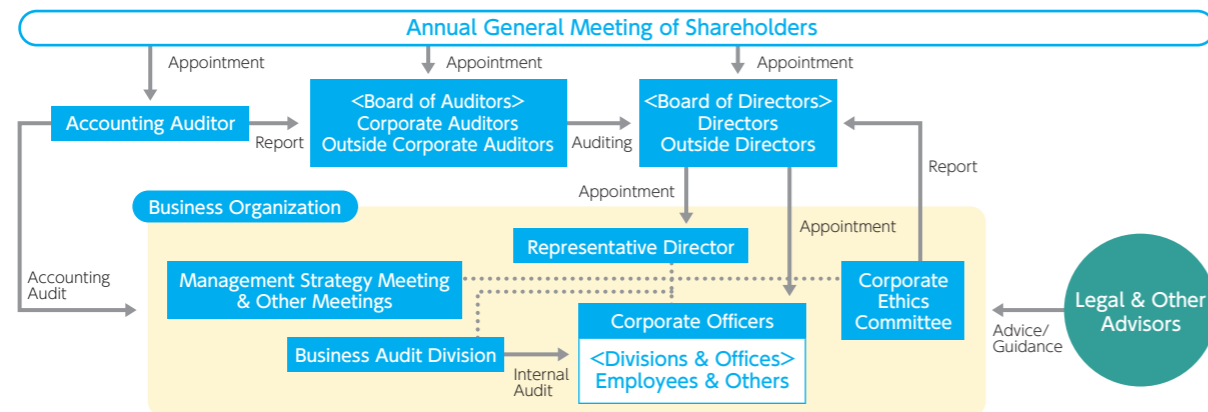 Annual General Meeting of Shareholders
Appointment
Appointment
Appointment
Accounting Auditor
Report
<Board of Auditors>
Corporate Auditors
Outside Corporate Auditors
Auditing
<Board of Directors>
Directors
Outside Directors
Report
Appointment
Appointment
Business Organization
Representative Director
Accounting
Audit
Management Strategy Meeting
& Other Meetings
Corporate
Ethics
Committee
Legal & Other
Advisors
Advice/
Guidance
Corporate Officers
Business Audit Division
Internal
Audit
<Divisions & Offices>
Employees & Others